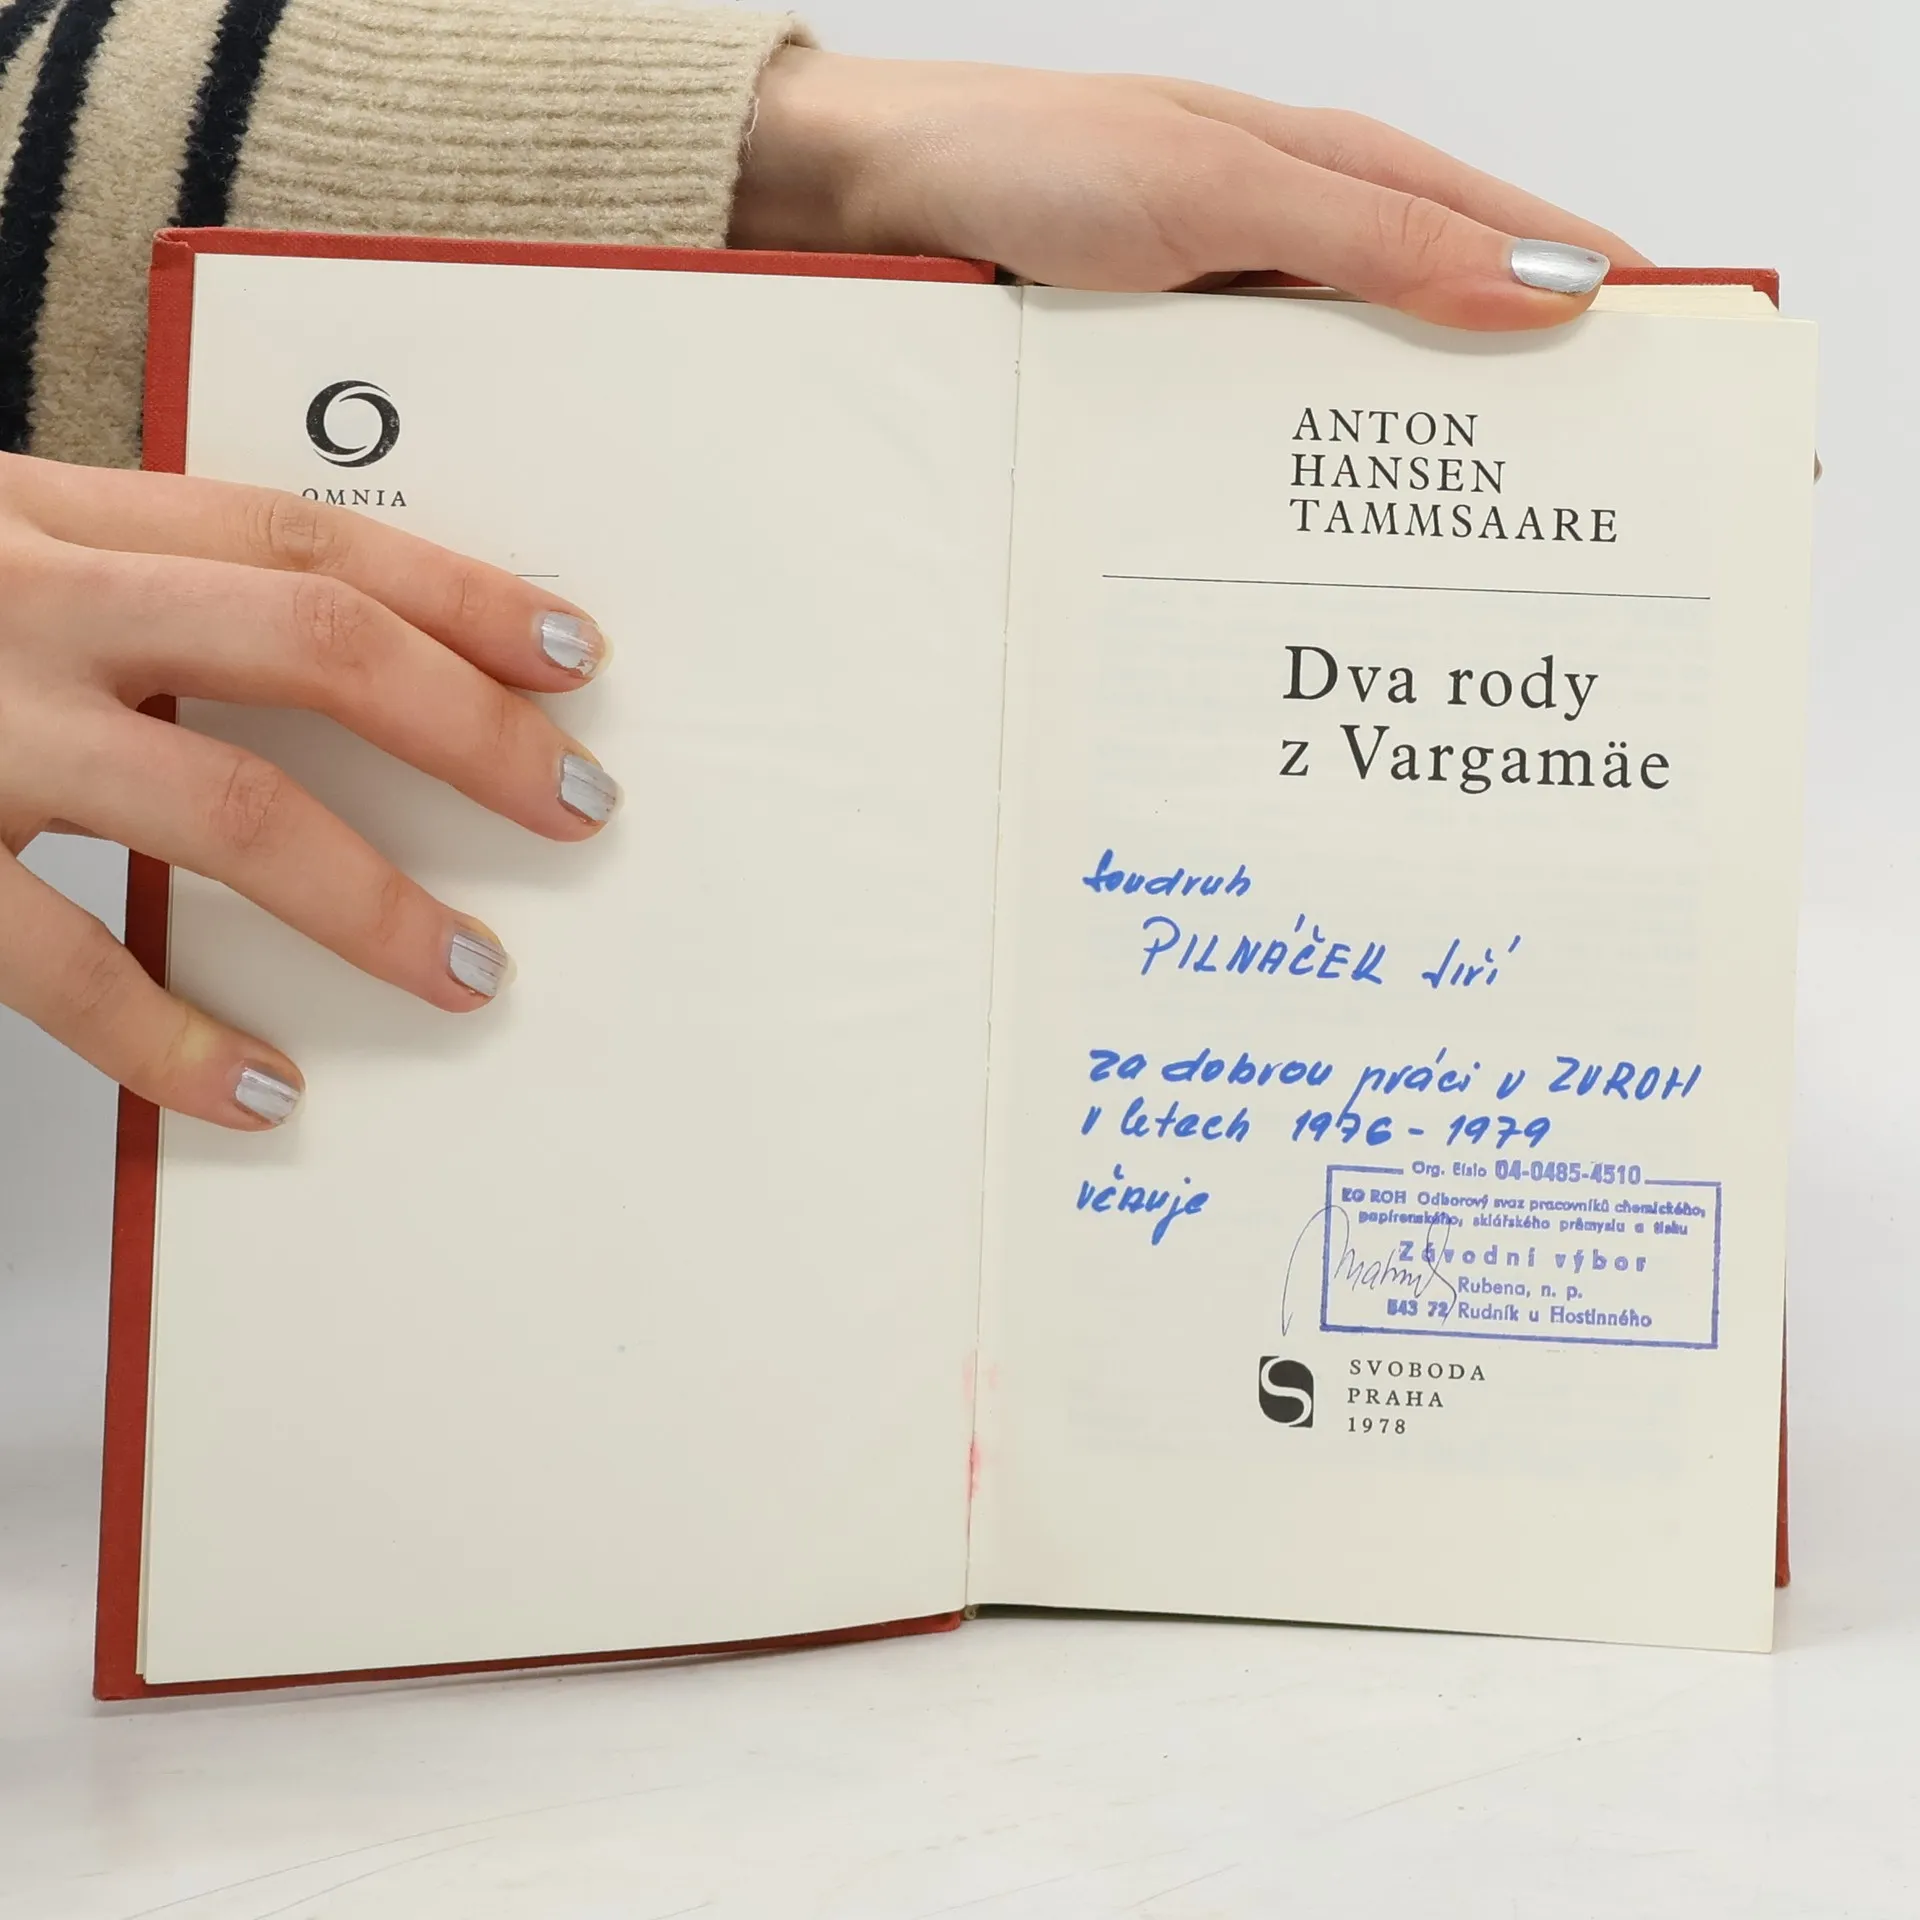 OMNIA
ANTON
HANSEN
TAMMSAARE
Dva rody
z Vargamäe
soudruh
PILNÁČEK Jiří
za dobrou práci v ZVROH
v letech 1976 - 1979
věnuje
Org. číslo 04-0485-4510
ZO ROH Odborový svaz pracovníků chemického,
papírenského, sklářského průmyslu a tisku
Závodní výbor
Rubena, n. p.
543 72 Rudník u Hostinného
SVOBODA
PRAHA
1978